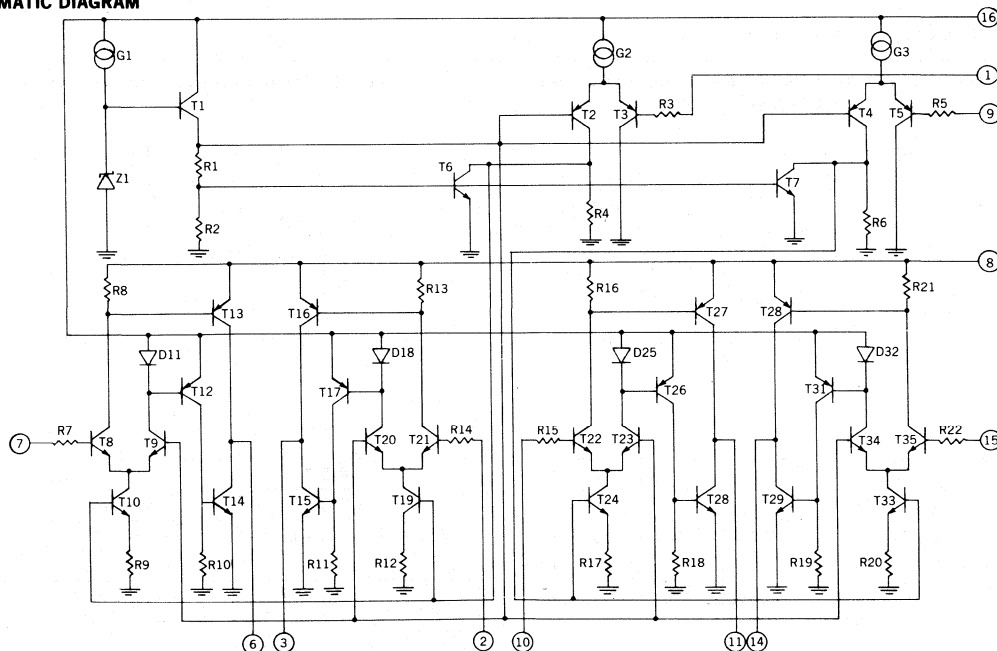 MATIC DIAGRAM
16
G1 G2 G3
1
T1 T2 T3 R3 T4 T5 R5 9
R1 T6 T7
Z1
R2 R4 R6
8
R8 R13 R16 R21
T13 T16 T27 T28
D11 D18 D25 D32
T12 T17 T26 T31
7 R7 T8 T9 T20 T21 R14 R15 T22 T23 T34 T35 R22 15
T10 T14 T15 T19 T24 T28 T29 T33
R9 R10 R11 R12 R17 R18 R19 R20
6 3 2 10 11 14